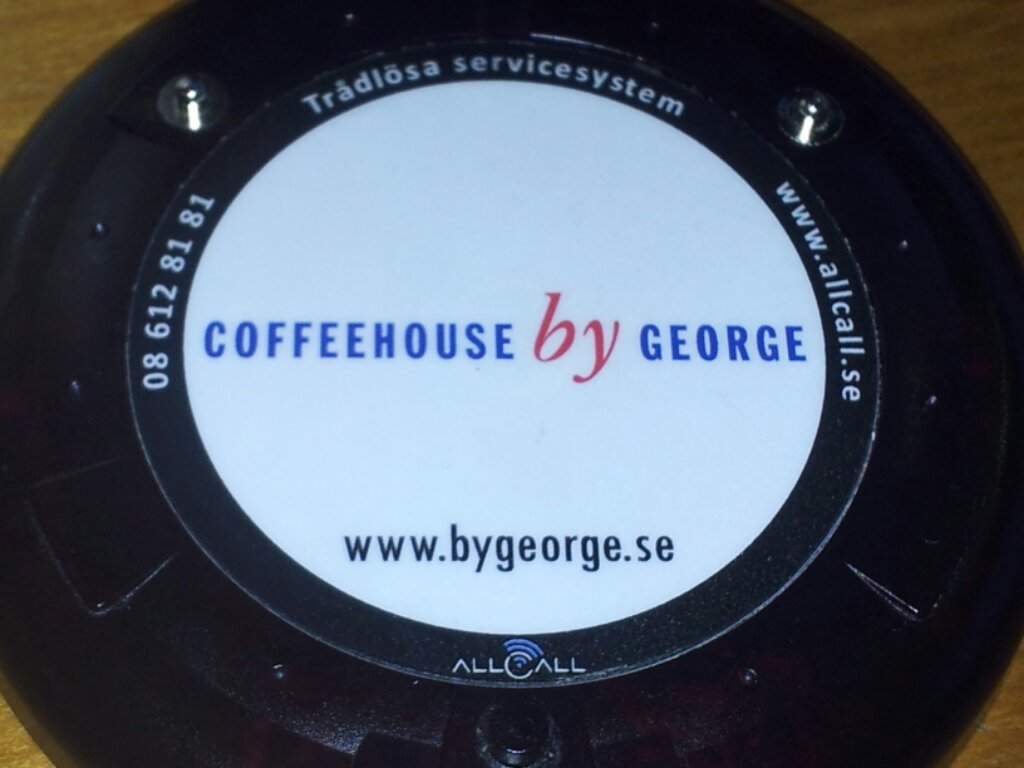 Trådlösa servicesystem
08 612 81 81
www.allcall.se
COFFEEHOUSE by GEORGE
www.bygeorge.se
ALLCALL